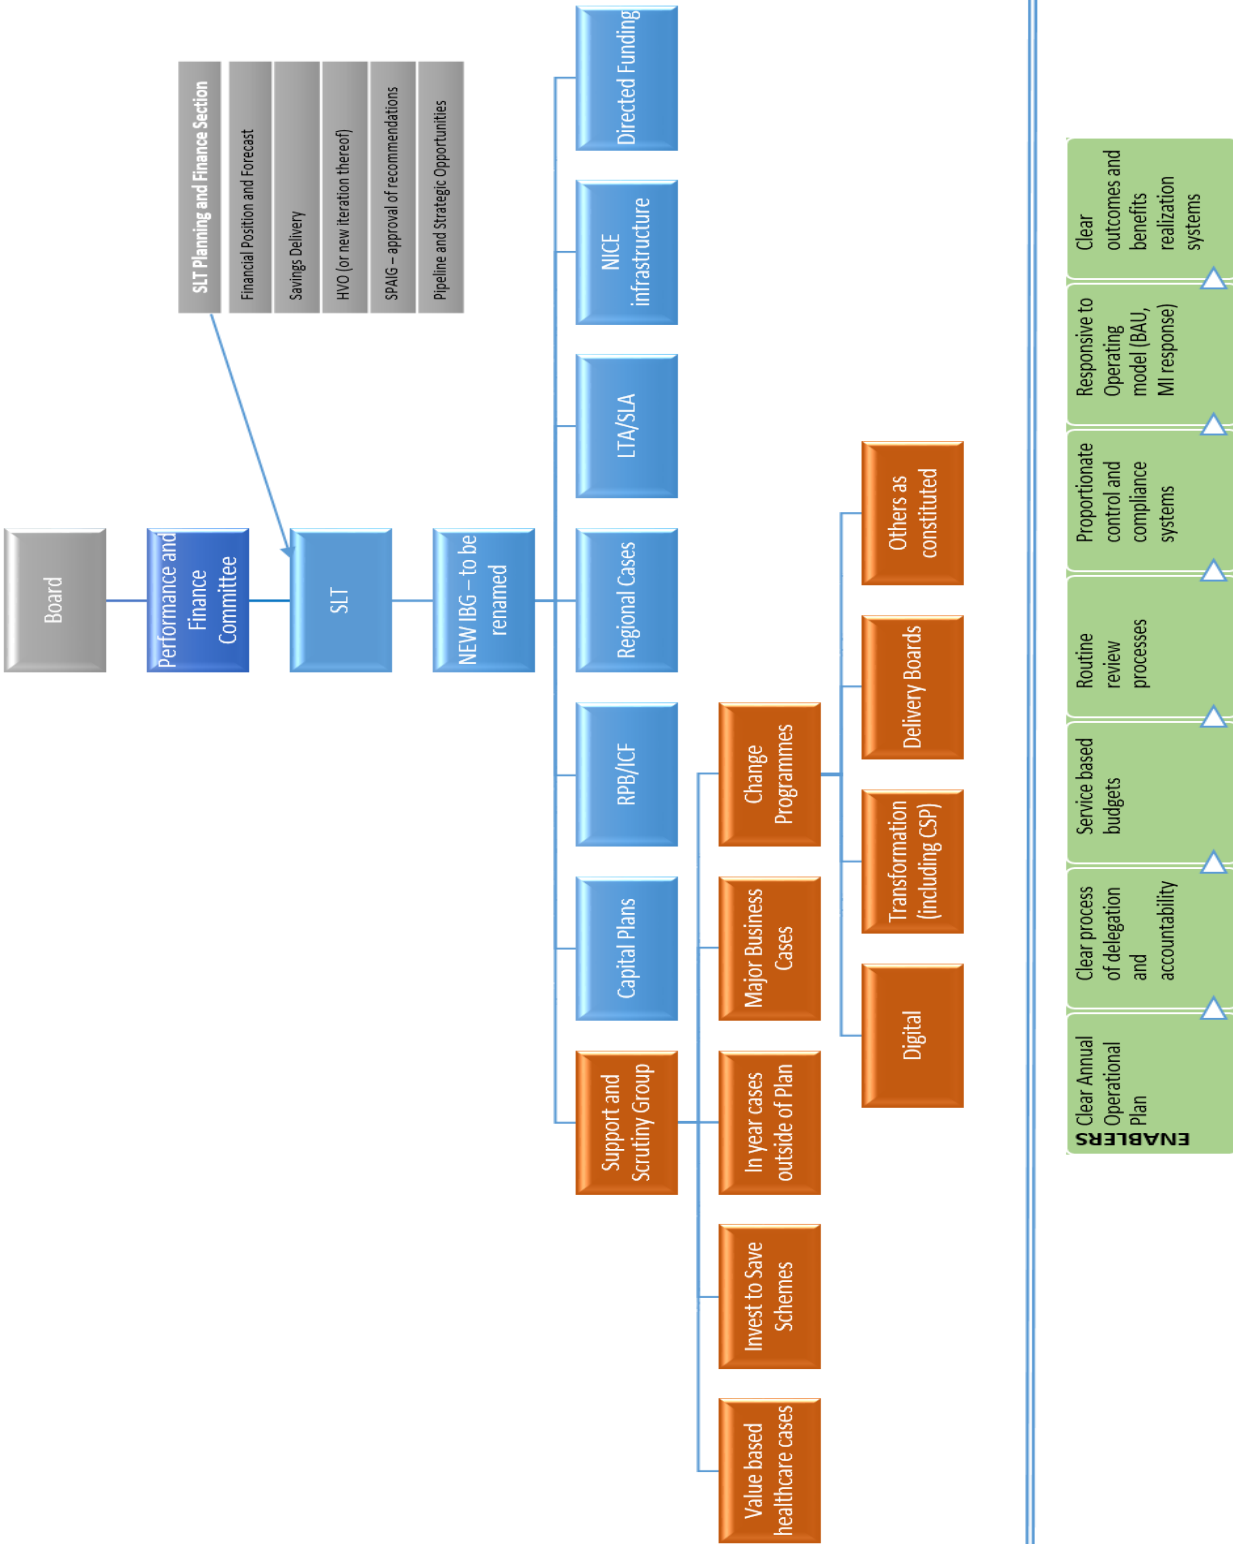 Board
Performance and
Finance
Committee
SLT
NEW IBG – to be
renamed
SLT Planning and Finance Section
Financial Position and Forecast
Savings Delivery
HVO (or new iteration thereof)
SPAIG – approval of recommendations
Pipeline and Strategic Opportunities
Support and
Scrutiny Group
Capital Plans
RPB/ICF
Regional Cases
LTA/SLA
NICE
infrastructure
Directed Funding
Value based
healthcare cases
Invest to Save
Schemes
In year cases
outside of Plan
Major Business
Cases
Change
Programmes
Digital
Transformation
(including CSP)
Delivery Boards
Others as
constituted
ENABLERS
Clear Annual
Operational
Plan
Clear process
of delegation
and
accountability
Service based
budgets
Routine
review
processes
Proportionate
control and
compliance
systems
Responsive to
Operating
model (BAU,
MI response)
Clear
outcomes and
benefits
realization
systems